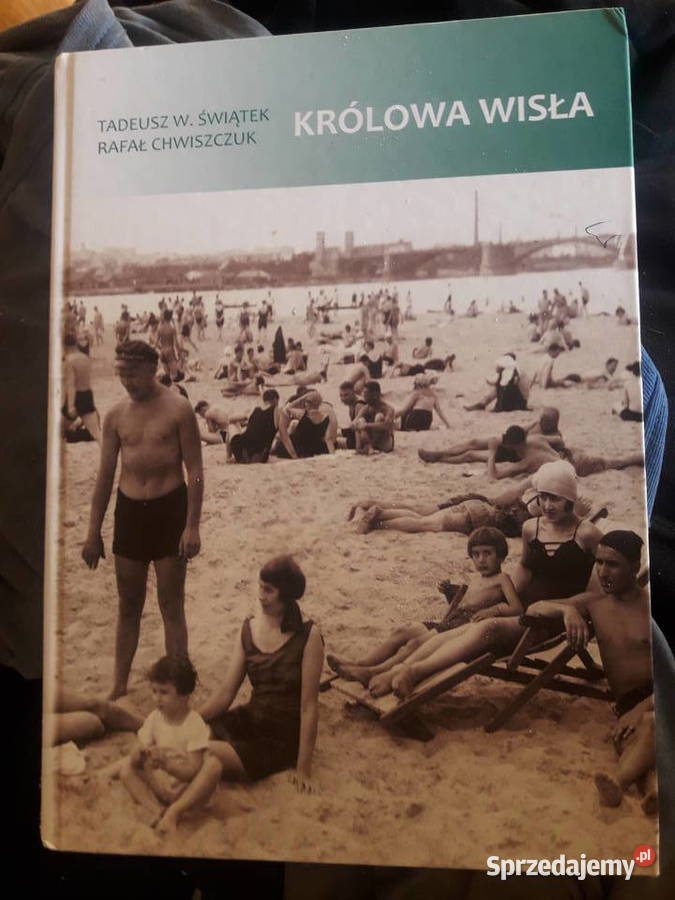 TADEUSZ W. ŚWIĄTEK
RAFAŁ CHWISZCZUK
KRÓLOWA WISŁA
Sprzedajemy.pl